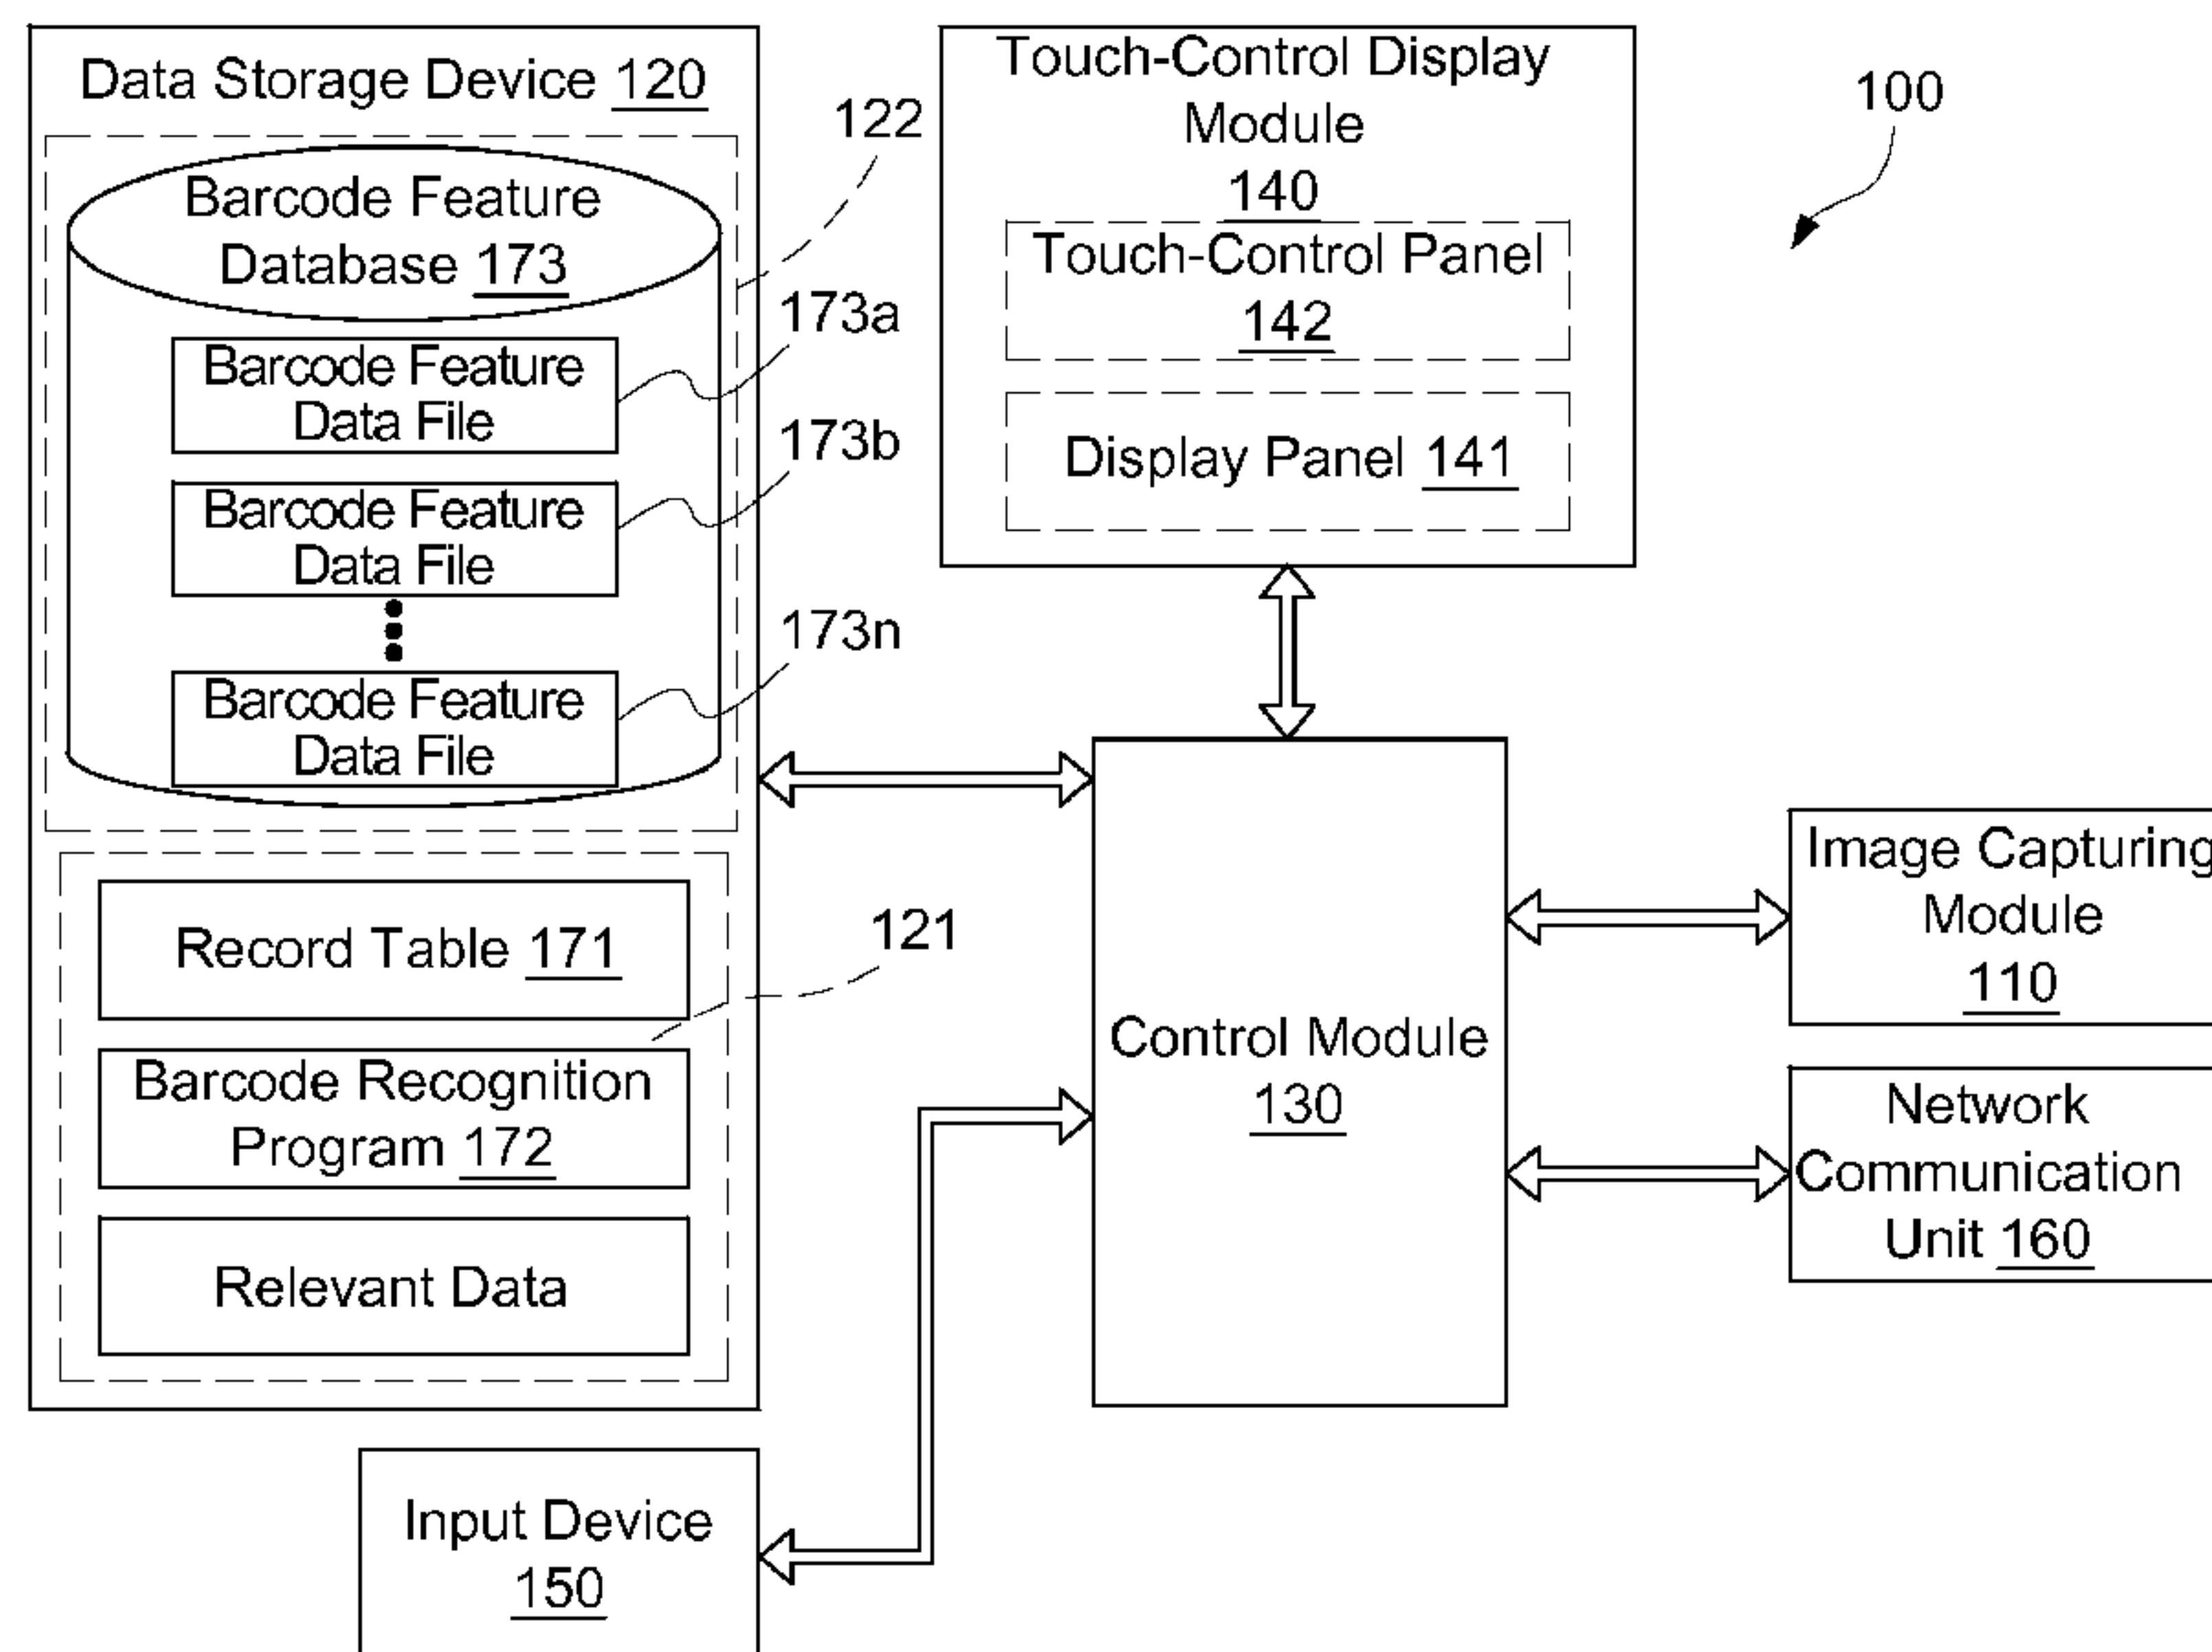 Data Storage Device 120
122
Barcode Feature
Database 173
173a
Barcode Feature
Data File
173b
Barcode Feature
Data File
173n
Barcode Feature
Data File
121
Record Table 171
Barcode Recognition
Program 172
Relevant Data
Input Device
150
Touch-Control Display
Module
140
Touch-Control Panel
142
Display Panel 141
100
Control Module
130
Image Capturing
Module
110
Network
Communication
Unit 160